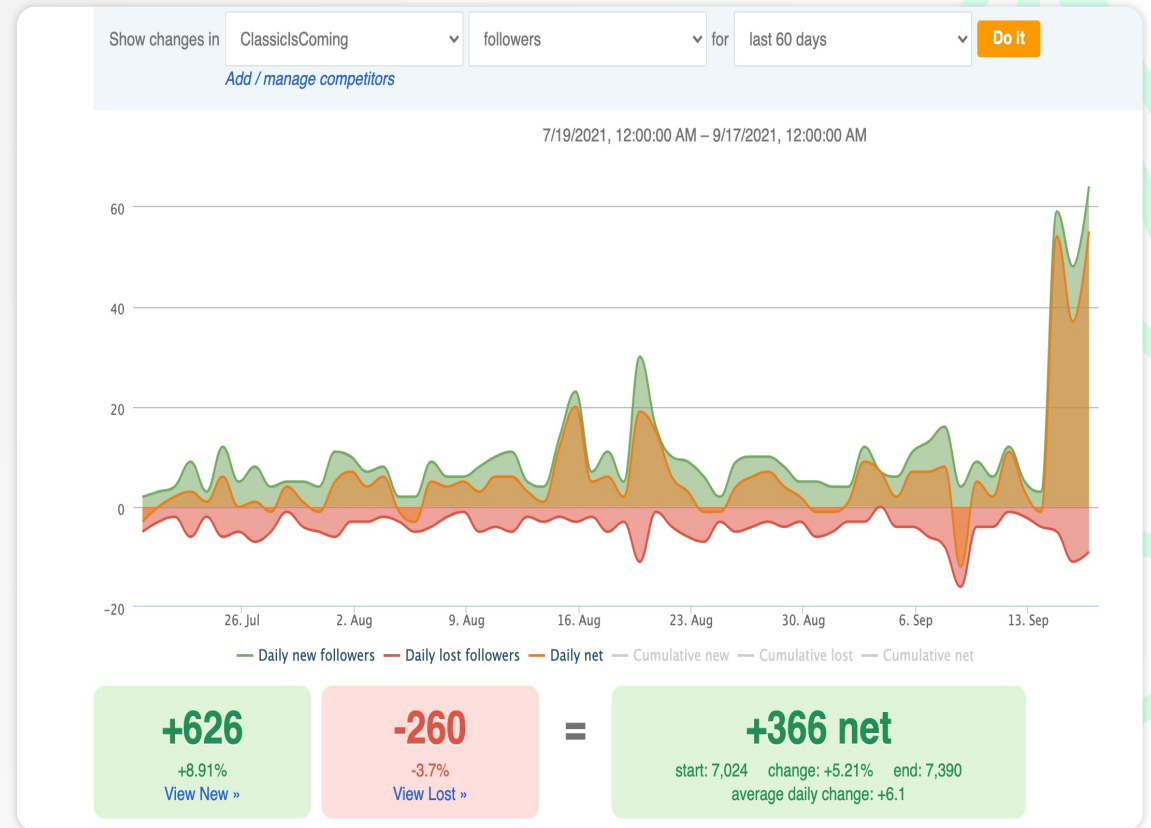 Show changes in ClassicIsComing followers for last 60 days Do it
Add / manage competitors
7/19/2021, 12:00:00 AM – 9/17/2021, 12:00:00 AM
60
40
20
0
−20
26. Jul 2. Aug 9. Aug 16. Aug 23. Aug 30. Aug 6. Sep 13. Sep
Daily new followers Daily lost followers Daily net Cumulative new Cumulative lost Cumulative net
+626 -260 = +366 net
+8.91% -3.7% start: 7,024 change: +5.21% end: 7,390
View New » View Lost » average daily change: +6.1